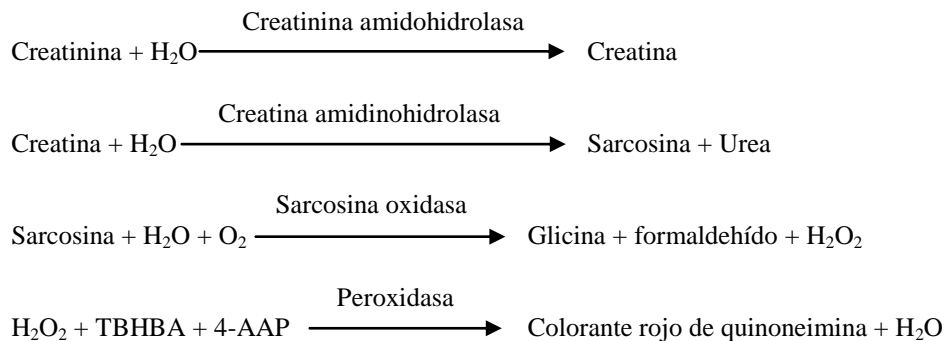 Creatinina amidohidrolasa
Creatinina + H₂O Creatina
Creatina amidinohidrolasa
Creatina + H₂O Sarcosina + Urea
Sarcosina oxidasa
Sarcosina + H₂O + O₂ Glicina + formaldehído + H₂O₂
Peroxidasa
H₂O₂ + TBHBA + 4-AAP Colorante rojo de quinoneimina + H₂O